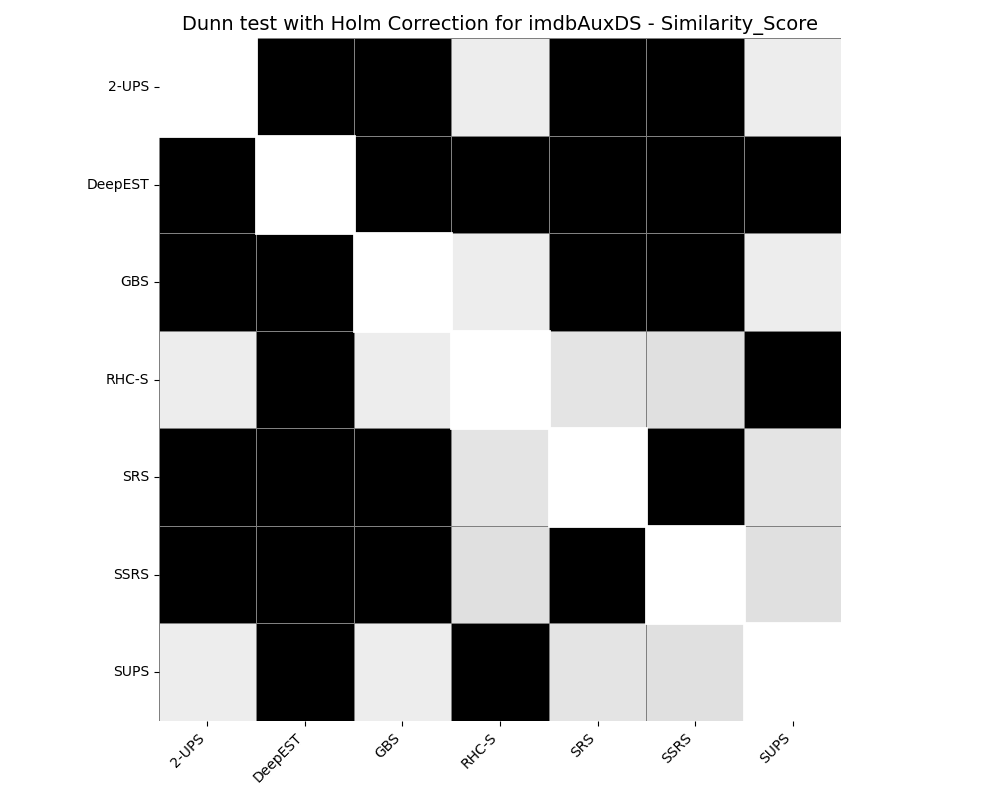 Dunn test with Holm Correction for imdbAuxDS - Similarity_Score
2-UPS
DeepEST
GBS
RHC-S
SRS
SSRS
SUPS
2-UPS
DeepEST
GBS
RHC-S
SRS
SSRS
SUPS